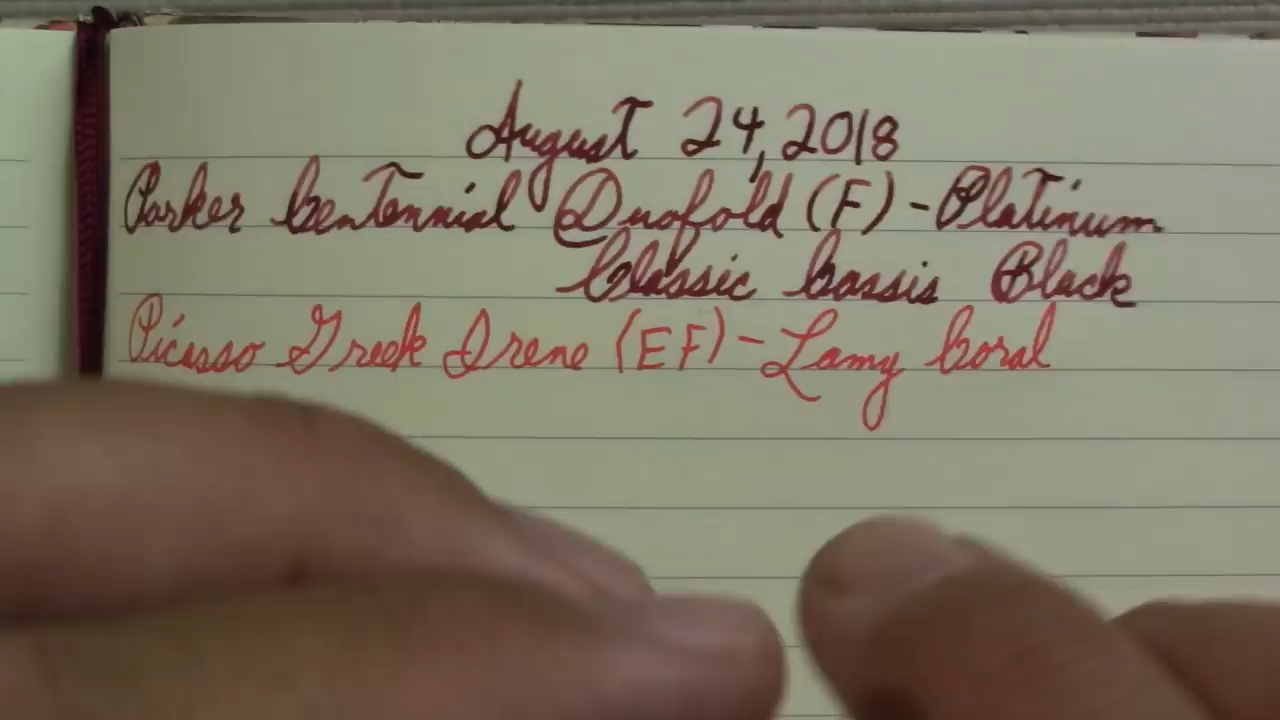 August 24, 2018
Parker Centennial Duofold (F) - Platinum
Classic Cassis Black
Picasso Greek Irene (EF) - Lamy Coral